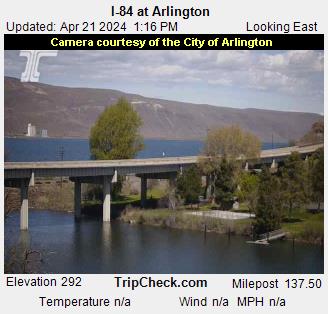 I-84 at Arlington
Updated: Apr 21 2024 1:16 PM Looking East
Camera courtesy of the City of Arlington
Elevation 292 TripCheck.com Milepost 137.50
Temperature n/a Wind n/a MPH n/a